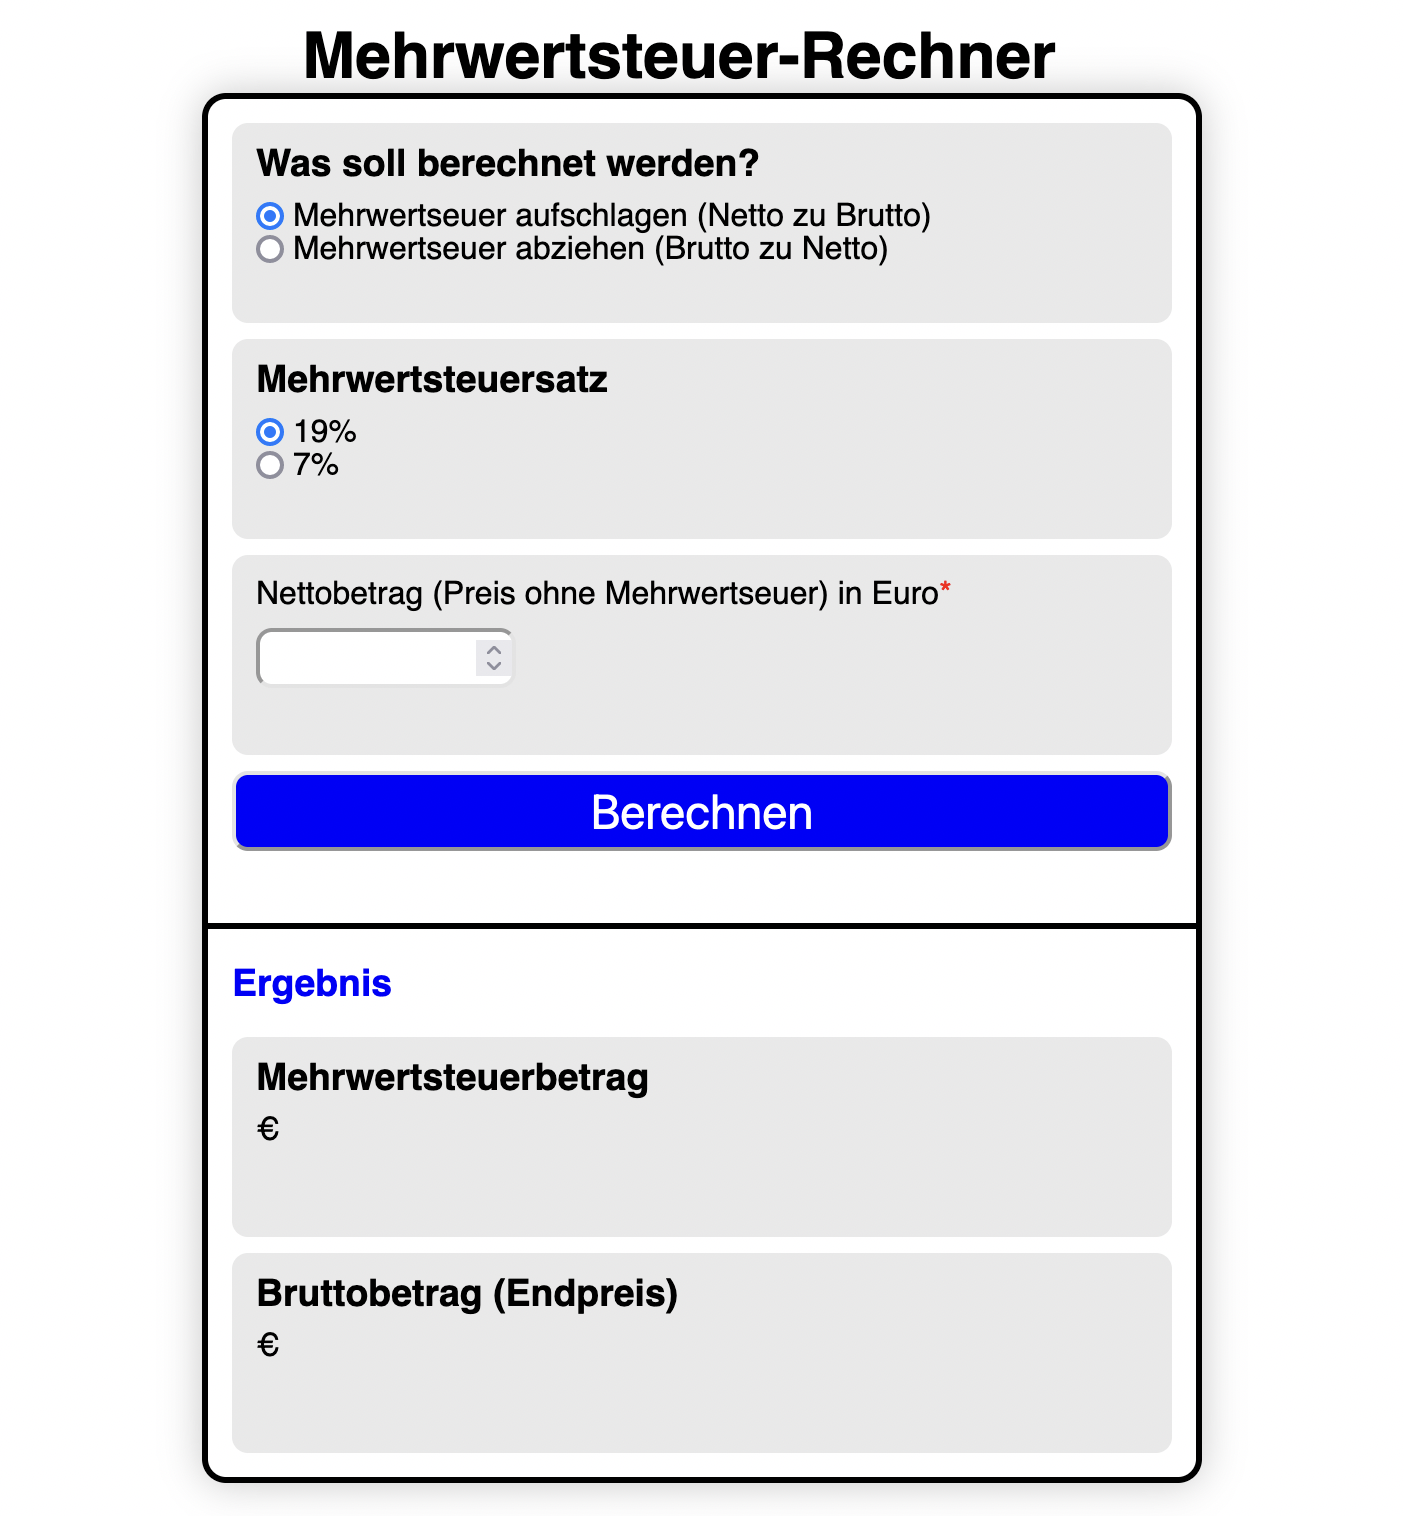 Mehrwertsteuer-Rechner
Was soll berechnet werden?
Mehrwertseuer aufschlagen (Netto zu Brutto)
Mehrwertseuer abziehen (Brutto zu Netto)
Mehrwertsteuersatz
19%
7%
Nettobetrag (Preis ohne Mehrwertseuer) in Euro*
Berechnen
Ergebnis
Mehrwertsteuerbetrag
€
Bruttobetrag (Endpreis)
€